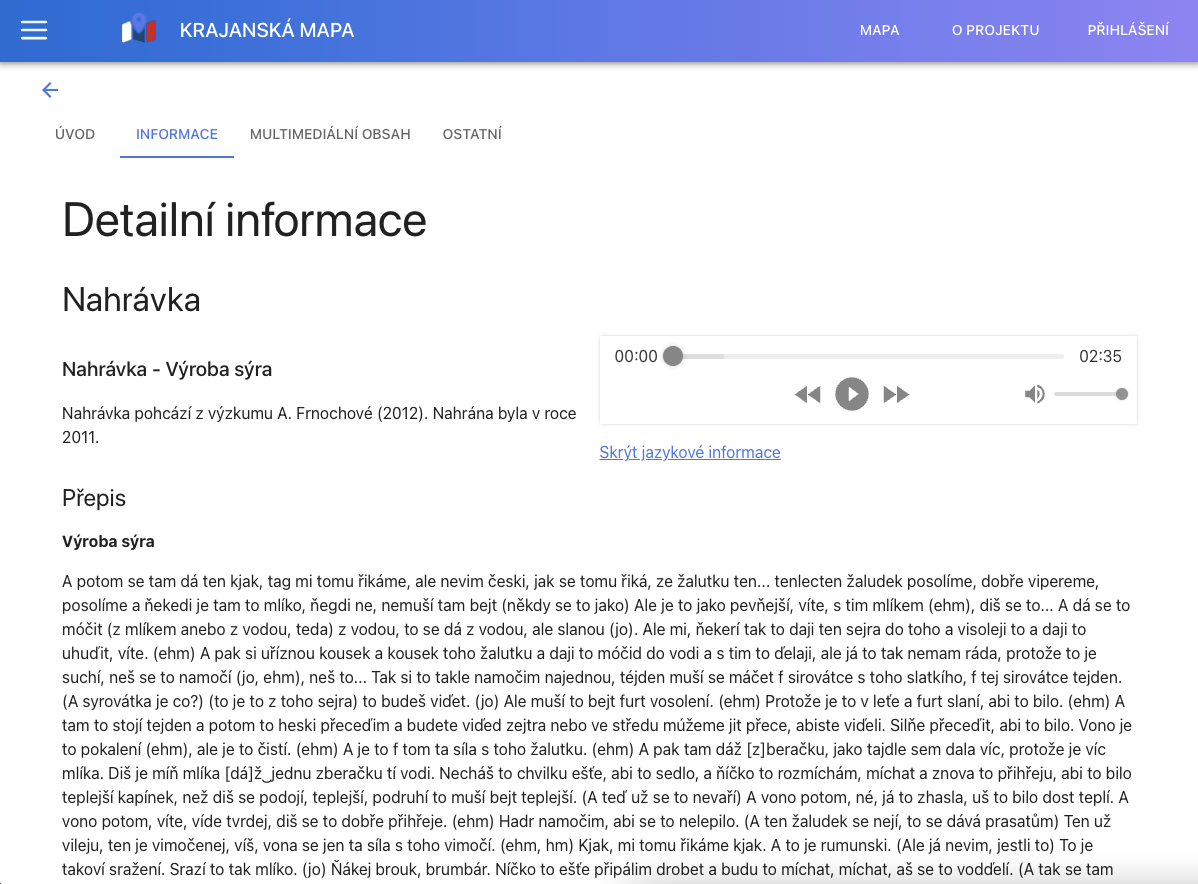 KRAJANSKÁ MAPA
MAPA
O PROJEKTU
PŘIHLÁŠENÍ
ÚVOD
INFORMACE
MULTIMEDIÁLNÍ OBSAH
OSTATNÍ
Detailní informace
Nahrávka
Nahrávka - Výroba sýra
Nahrávka pohcází z výzkumu A. Frnochové (2012). Nahrána byla v roce
2011.
00:00
02:35
Skrýt jazykové informace
Přepis
Výroba sýra
A potom se tam dá ten kjak, tag mi tomu řikáme, ale nevim česki, jak se tomu řiká, ze žalutku ten... tenlecten žaludek posolíme, dobře vipereme,
posolíme a ňekedi je tam to mlíko, ňegdi ne, nemuší tam bejt (někdy se to jako) Ale je to jako pevňejší, víte, s tim mlíkem (ehm), diš se to... A dá se to
móčit (z mlíkem anebo z vodou, teda) z vodou, to se dá z vodou, ale slanou (jo). Ale mi, ňekerí tak to daji ten sejra do toho a visoleji to a daji to
uhuďit, víte. (ehm) A pak si uříznou kousek a kousek toho žalutku a daji to móčid do vodi a s tim to ďelaji, ale já to tak nemam ráda, protože to je
suchí, neš se to namočí (jo, ehm), neš to... Tak si to takle namočim najednou, téjden muší se máčet f sirovátce s toho slatkího, f tej sirovátce tejden.
(A syrovátka je co?) (to je to z toho sejra) to budeš viďet. (jo) Ale muší to bejt furt vosolení. (ehm) Protože je to v leťe a furt slaní, abi to bilo. (ehm) A
tam to stojí tejden a potom to heski přeceďim a budete viďed zejtra nebo ve středu múžeme jit přece, abiste viďeli. Silňe přeceďit, abi to bilo. Vono je
to pokalení (ehm), ale je to čistí. (ehm) A je to f tom ta síla s toho žalutku. (ehm) A pak tam dáž [z]beračku, jako tajdle sem dala víc, protože je víc
mlíka. Diš je míň mlíka [dá]ž‿jednu zberačku tí vodi. Necháš to chvilku ešťe, abi to sedlo, a ňíčko to rozmíchám, míchat a znova to přihřeju, abi to bilo
teplejší kapínek, než diš se podojí, teplejší, podruhí to muší bejt teplejší. (A teď už se to nevaří) A vono potom, né, já to zhasla, uš to bilo dost teplí. A
vono potom, víte, víde tvrdej, diš se to dobře přihřeje. (ehm) Hadr namočim, abi se to nelepilo. (A ten žaludek se nejí, to se dává prasatům) Ten už
vileju, ten je vimočenej, víš, vona se jen ta síla s toho vimočí. (ehm, hm) Kjak, mi tomu řikáme kjak. A to je rumunski. (Ale já nevim, jestli to) To je
takoví sražení. Srazí to tak mlíko. (jo) Ňákej brouk, brumbár. Níčko to ešťe připálim drobet a budu to míchat, míchat, aš se to vodďelí. (A tak se tam